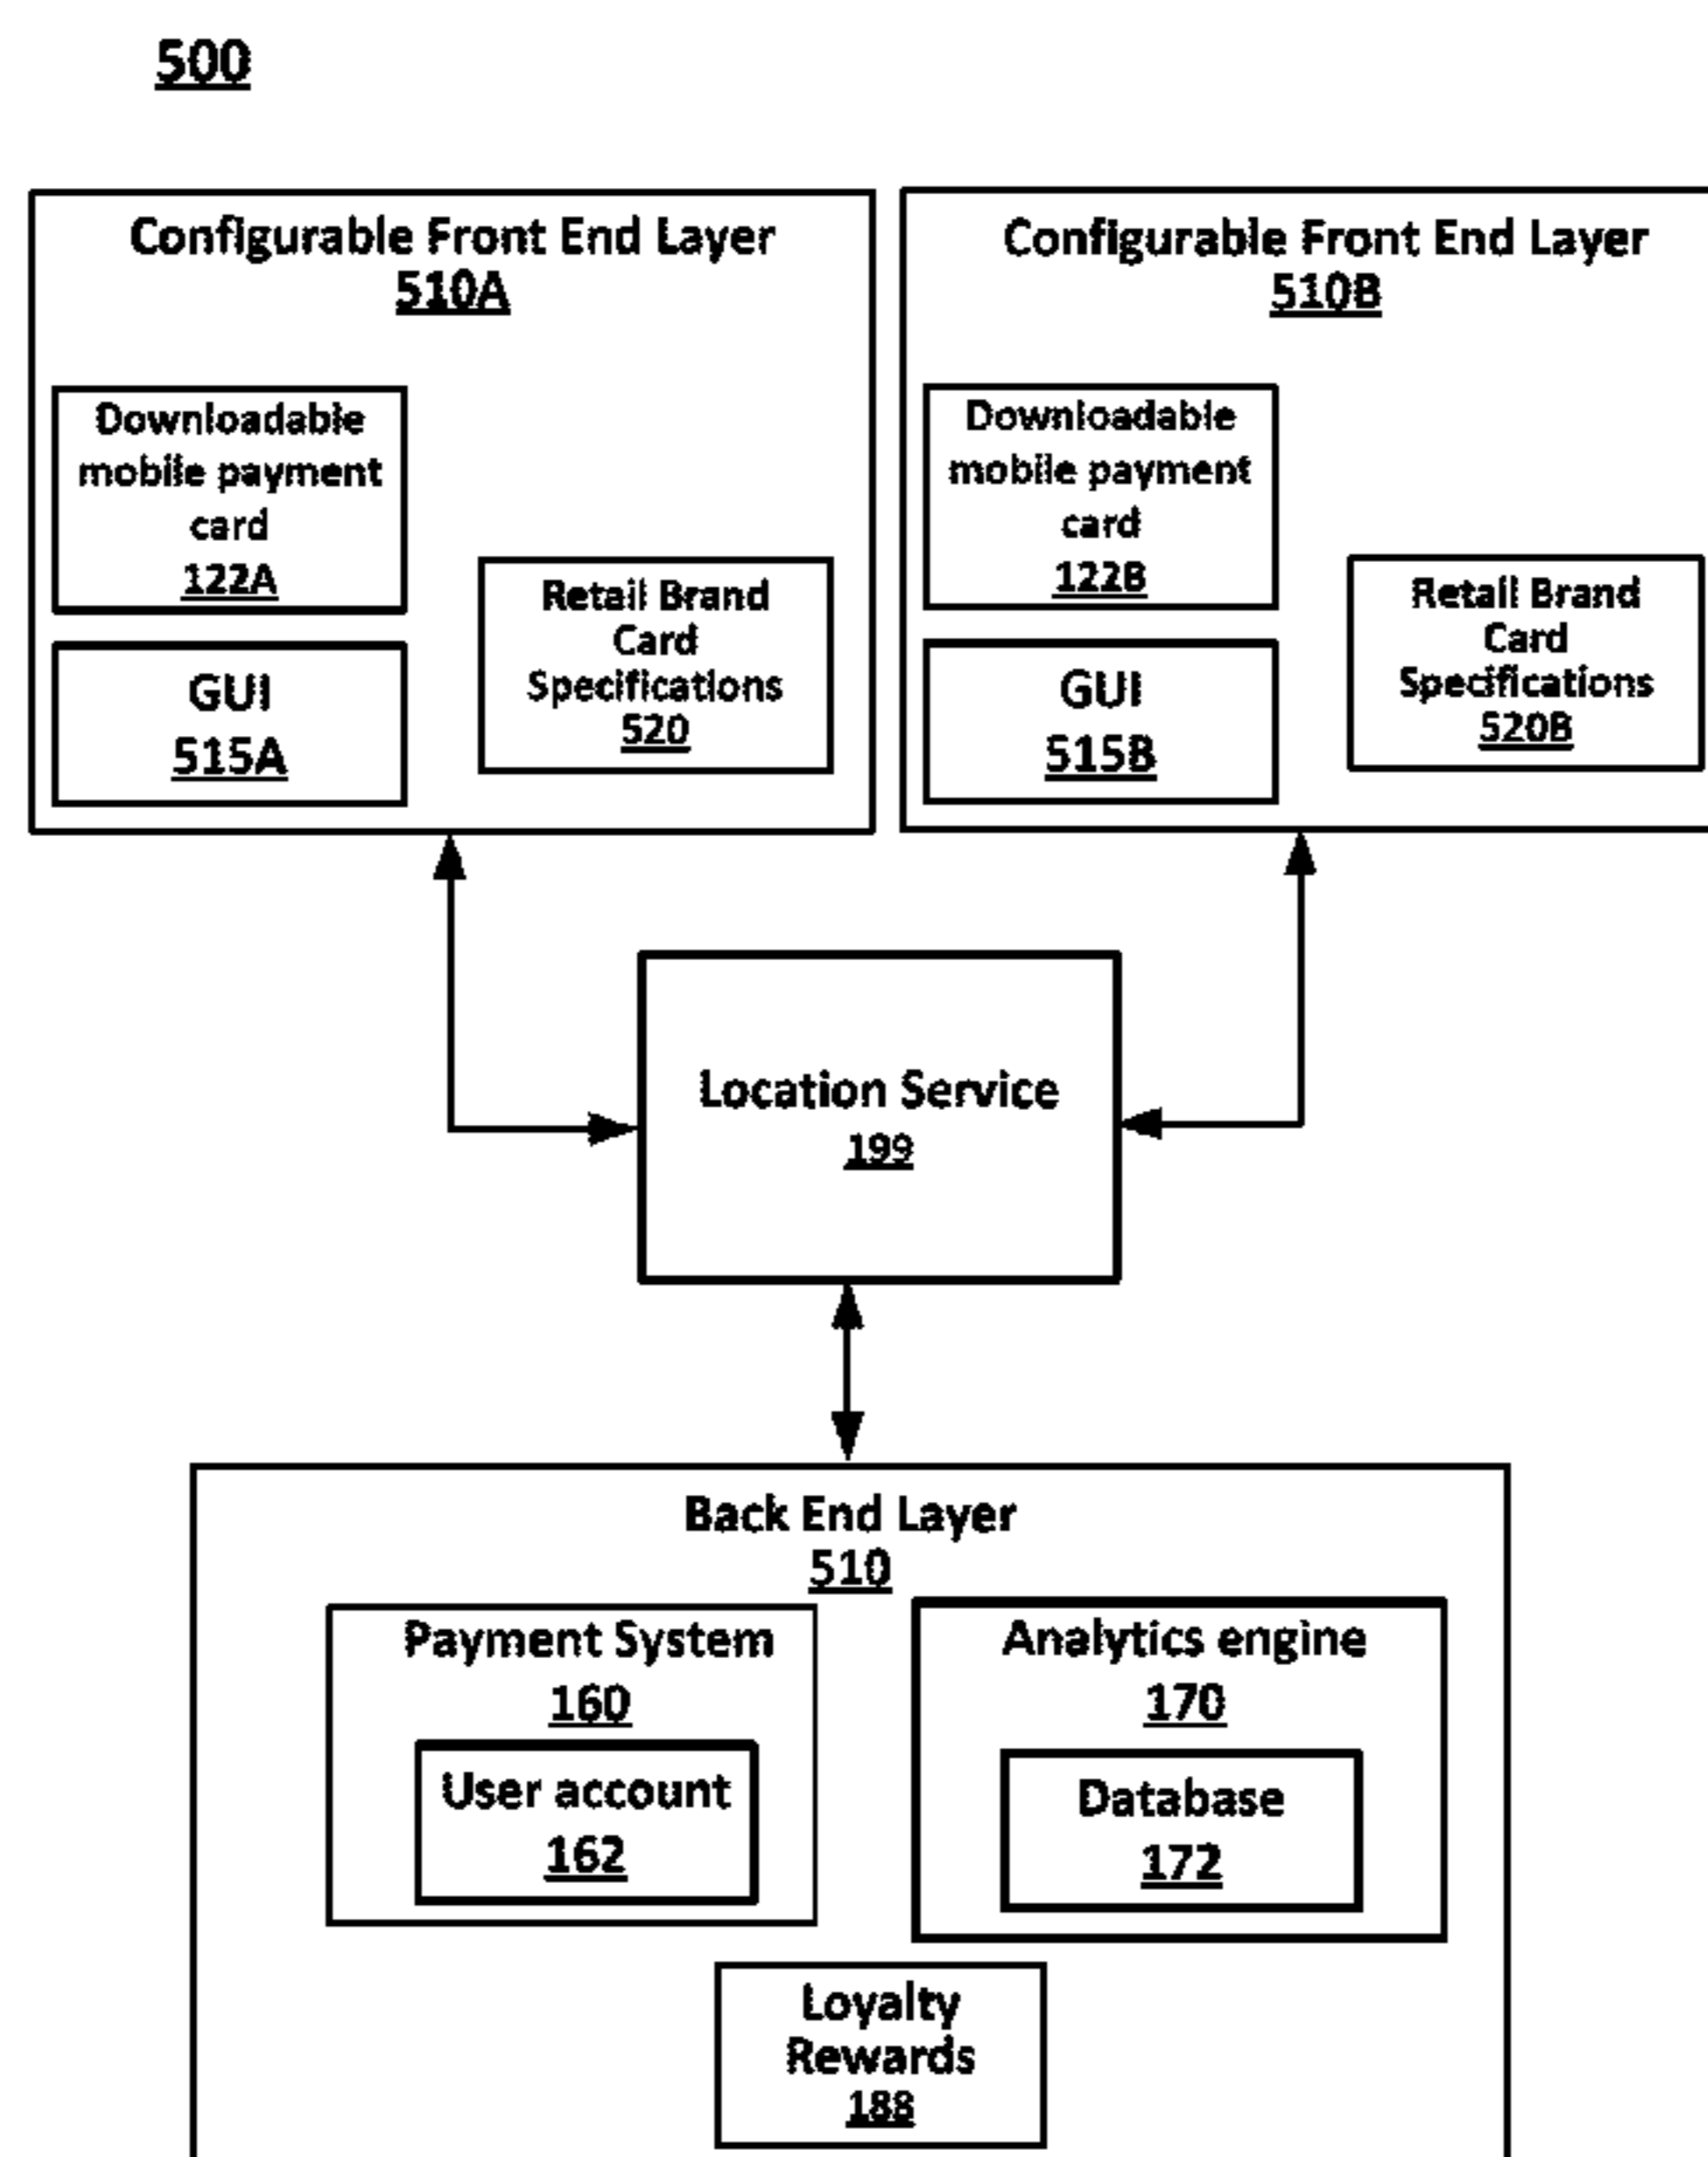 500
Configurable Front End Layer
510A
Downloadable
mobile payment
card
122A
GUI
515A
Retail Brand
Card
Specifications
520
Configurable Front End Layer
510B
Downloadable
mobile payment
card
122B
GUI
515B
Retail Brand
Card
Specifications
520B
Location Service
199
Back End Layer
510
Payment System
160
User account
162
Analytics engine
170
Database
172
Loyalty
Rewards
188